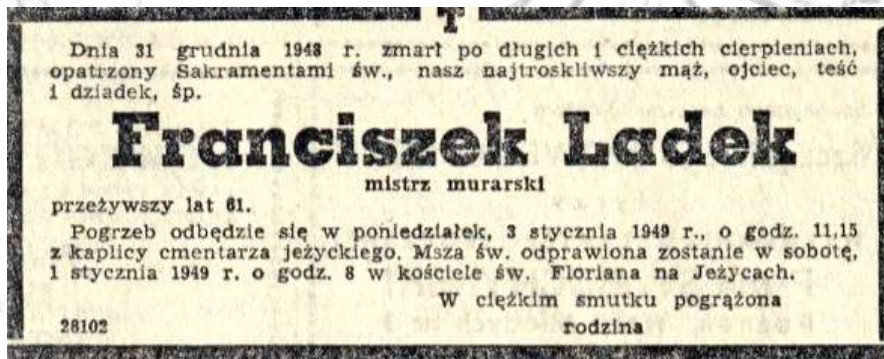 Dnia 31 grudnia 1948 r. zmarł po długich i ciężkich cierpieniach,
opatrzony Sakramentami św., nasz najtroskliwszy mąż, ojciec, teść
i dziadek, śp.
Franciszek Ladek
mistrz murarski
przeżywszy lat 61.
Pogrzeb odbędzie się w poniedziałek, 3 stycznia 1949 r., o godz. 11,15
z kaplicy cmentarza jeżyckiego. Msza św. odprawiona zostanie w sobotę,
1 stycznia 1949 r. o godz. 8 w kościele św. Floriana na Jeżycach.
W ciężkim smutku pogrążona
28102 rodzina